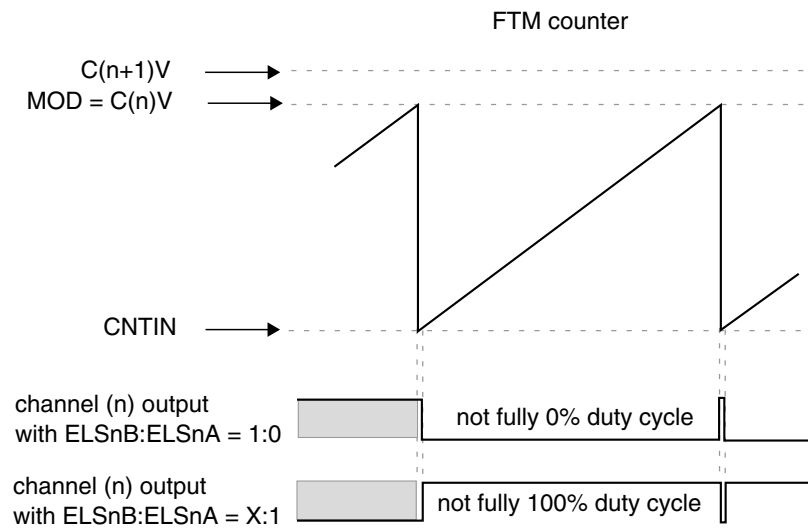 FTM counter
C(n+1)V
MOD = C(n)V
CNTIN
channel (n) output
with ELSnB:ELSnA = 1:0
not fully 0% duty cycle
channel (n) output
with ELSnB:ELSnA = X:1
not fully 100% duty cycle